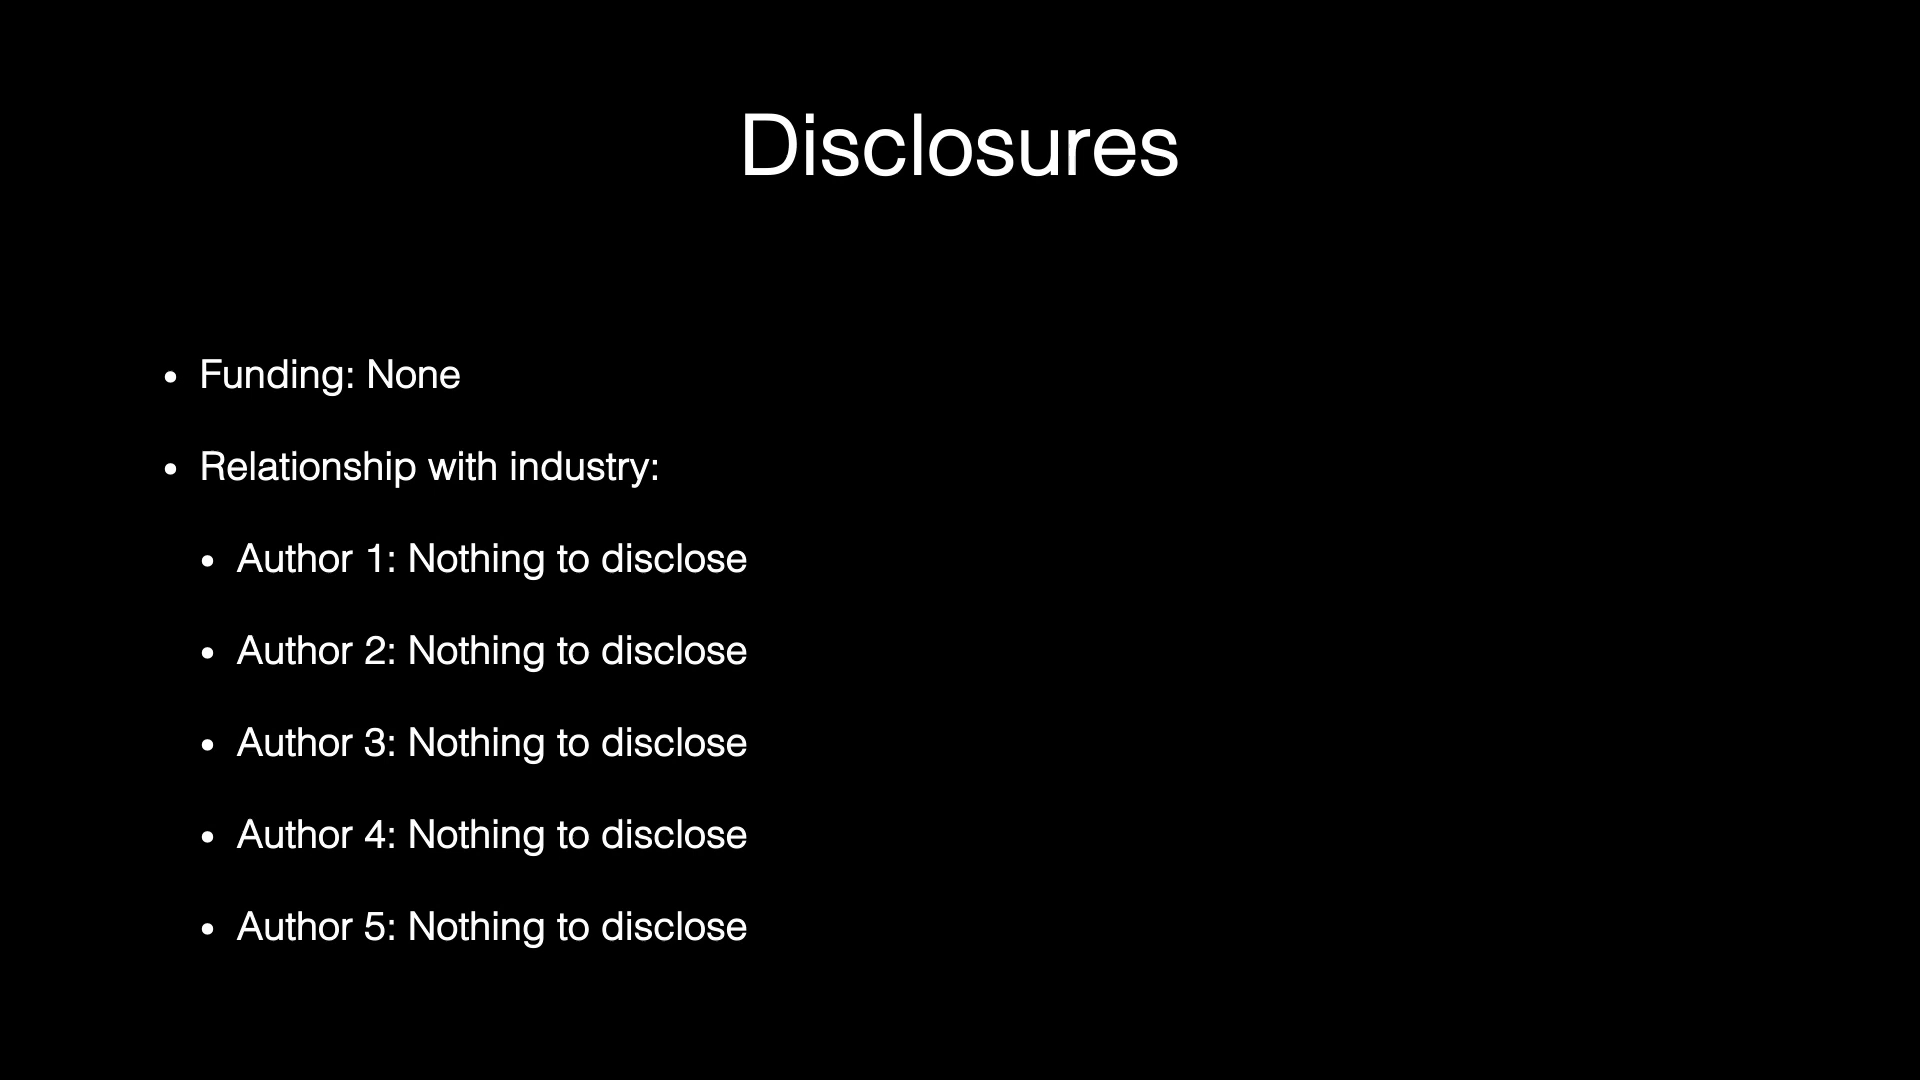 Disclosures
• Funding: None
• Relationship with industry:
• Author 1: Nothing to disclose
• Author 2: Nothing to disclose
• Author 3: Nothing to disclose
• Author 4: Nothing to disclose
• Author 5: Nothing to disclose